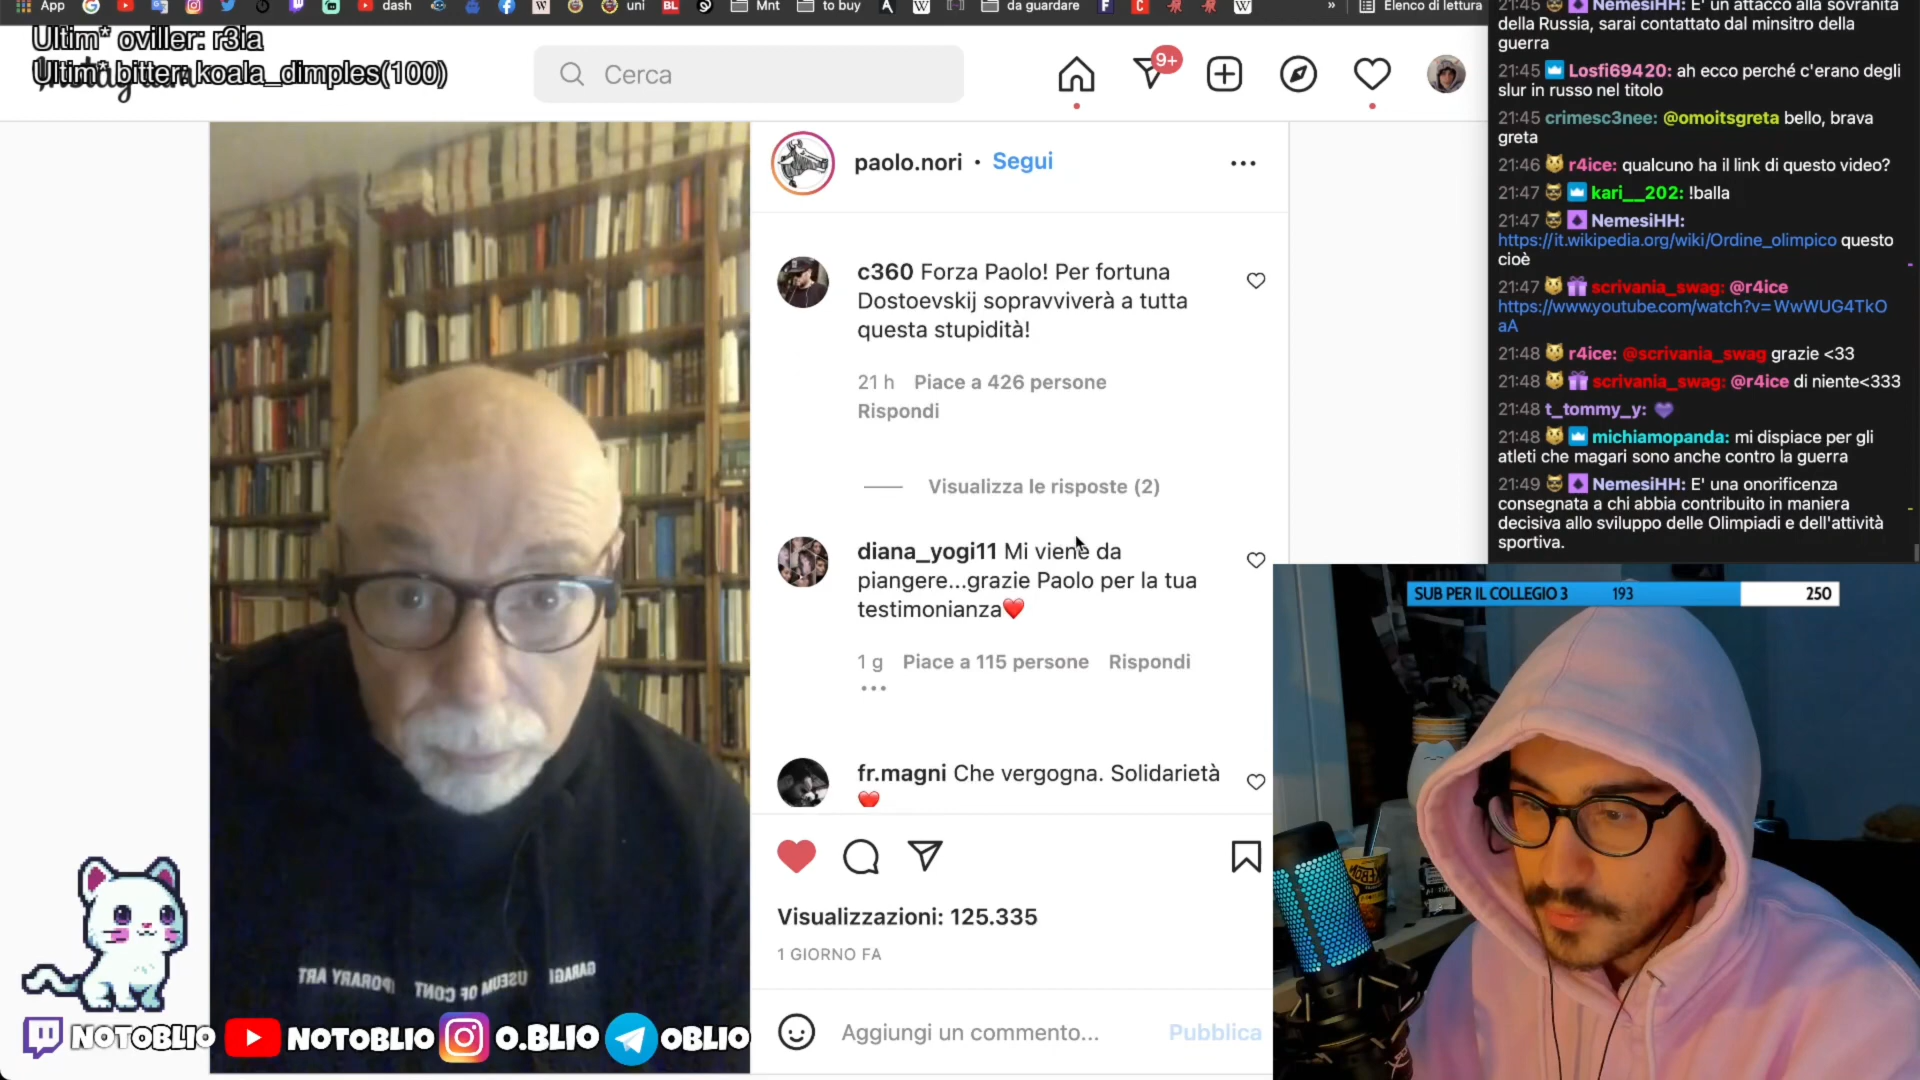 App
dash
uni
BL
Mnt
to buy
da guardare
Elenco di lettura
Ultim* oviller: r3ia
Ultim* bitter: koala_dimples(100)
Cerca
9+
paolo.nori • Segui
c360 Forza Paolo! Per fortuna
Dostoevskij sopravviverà a tutta
questa stupidità!
21 h Piace a 426 persone
Rispondi
Visualizza le risposte (2)
diana_yogi11 Mi viene da
piangere...grazie Paolo per la tua
testimonianza❤️
1 g Piace a 115 persone Rispondi
fr.magni Che vergogna. Solidarietà
❤️
Visualizzazioni: 125.335
1 GIORNO FA
Aggiungi un commento... Pubblica
21:45 NemesiHH: E' un attacco alla sovranità
della Russia, sarai contattato dal minsitro della
guerra
21:45 Losfi69420: ah ecco perché c'erano degli
slur in russo nel titolo
21:45 crimesc3nee: @omoitsgreta bello, brava
greta
21:46 r4ice: qualcuno ha il link di questo video?
21:47 kari__202: !balla
21:47 NemesiHH:
https://it.wikipedia.org/wiki/Ordine_olimpico questo
cioè
21:47 scrivania_swag: @r4ice
https://www.youtube.com/watch?v=WwWUG4TkO
aA
21:48 r4ice: @scrivania_swag grazie <33
21:48 scrivania_swag: @r4ice di niente<333
21:48 t_tommy_y: 💜
21:48 michiamopanda: mi dispiace per gli
atleti che magari sono anche contro la guerra
21:49 NemesiHH: E' una onorificenza
consegnata a chi abbia contribuito in maniera
decisiva allo sviluppo delle Olimpiadi e dell'attività
sportiva.
SUB PER IL COLLEGIO 3 193 250
NOTOBLIO
NOTOBLIO
O.BLIO
OBLIO